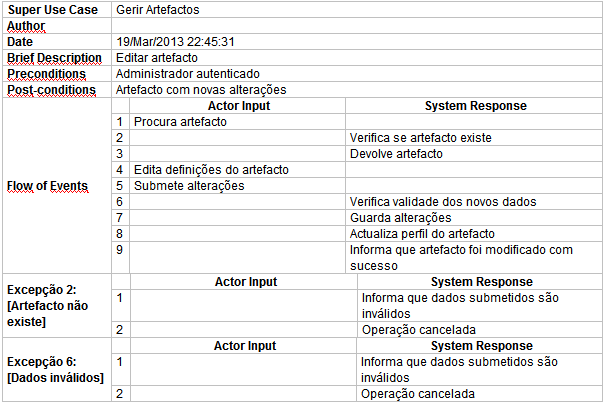 Super Use Case Gerir Artefactos
Author
Date 19/Mar/2013 22:45:31
Brief Description Editar artefacto
Preconditions Administrador autenticado
Post-conditions Artefacto com novas alterações
Flow of Events
Actor Input System Response
1 Procura artefacto
2 Verifica se artefacto existe
3 Devolve artefacto
4 Edita definições do artefacto
5 Submete alterações
6 Verifica validade dos novos dados
7 Guarda alterações
8 Actualiza perfil do artefacto
9 Informa que artefacto foi modificado com
sucesso
Excepção 2:
[Artefacto não
existe]
Actor Input System Response
1 Informa que dados submetidos são
inválidos
2 Operação cancelada
Excepção 6:
[Dados inválidos]
Actor Input System Response
1 Informa que dados submetidos são
inválidos
2 Operação cancelada